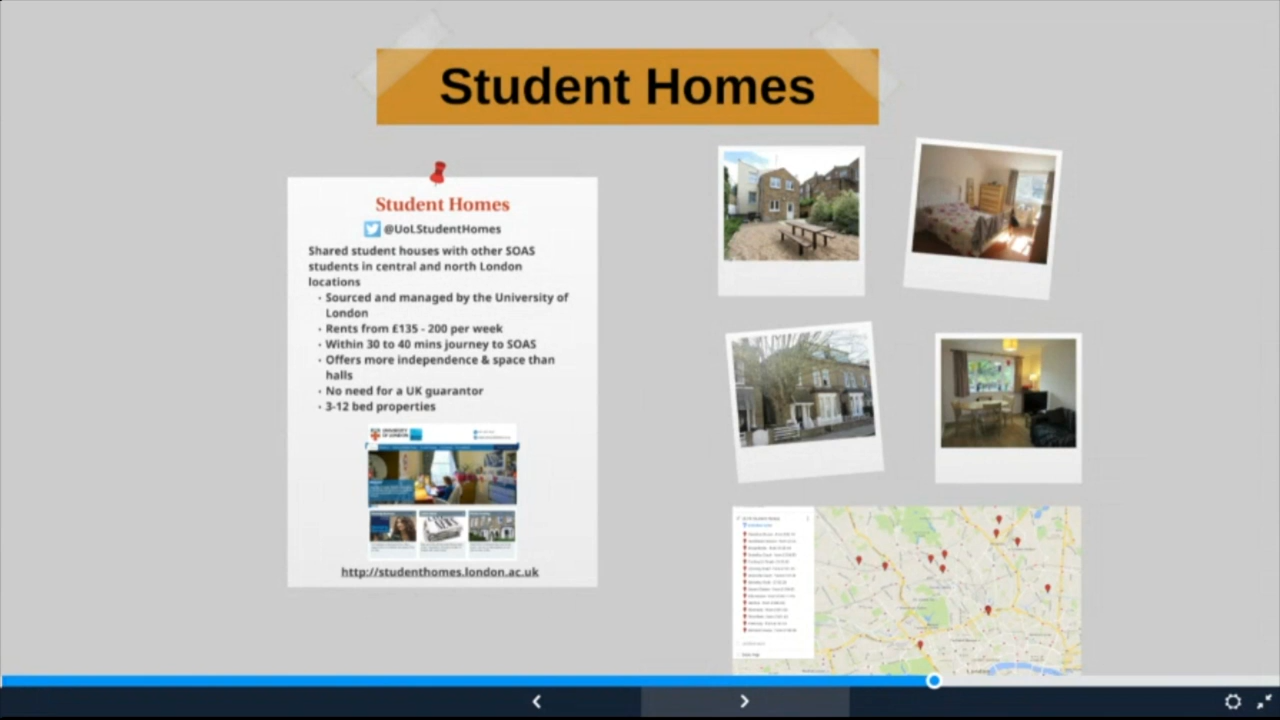 Student Homes
Student Homes
@UoLStudentHomes
Shared student houses with other SOAS
students in central and north London
locations
· Sourced and managed by the University of
London
· Rents from £135 - 200 per week
· Within 30 to 40 mins journey to SOAS
· Offers more independence & space than
halls
· No need for a UK guarantor
· 3-12 bed properties
UNIVERSITY
OF LONDON
http://studenthomes.london.ac.uk